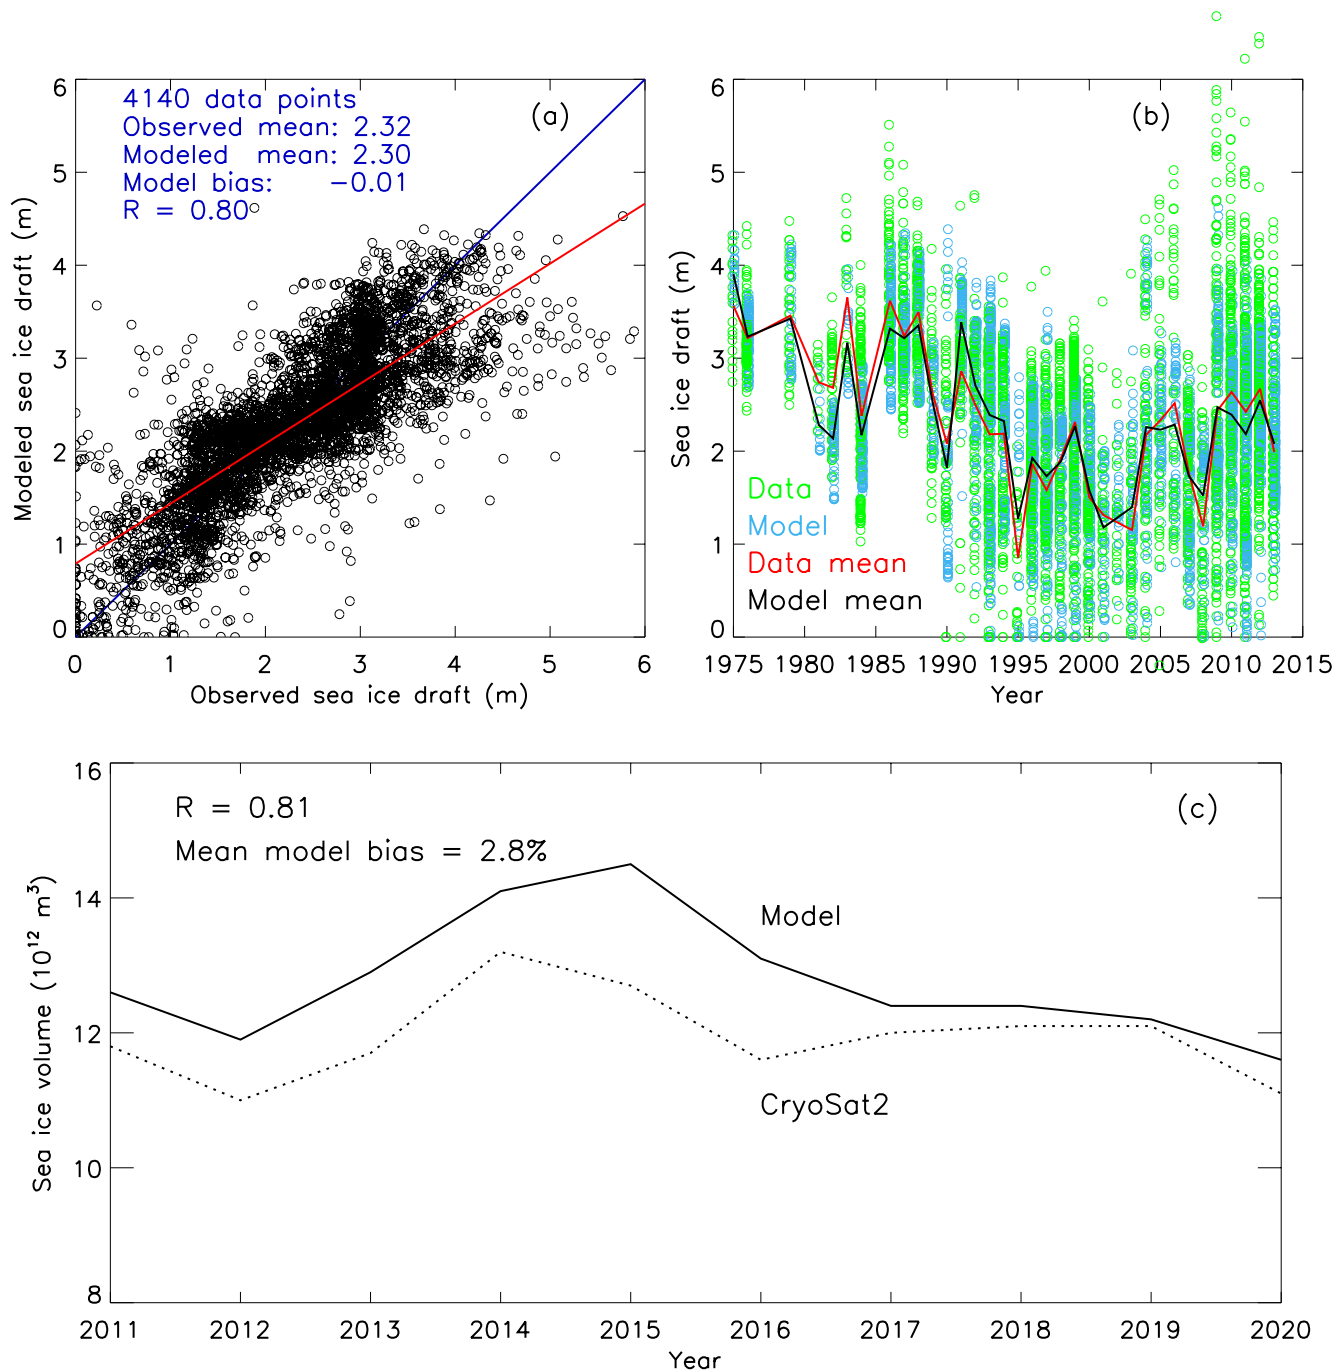 4140 data points
Observed mean: 2.32
Modeled mean: 2.30
Model bias: −0.01
R = 0.80
(a)
6
5
4
3
2
1
0
Modeled sea ice draft (m)
0 1 2 3 4 5 6
Observed sea ice draft (m)
(b)
6
5
4
3
2
1
0
Sea ice draft (m)
Data
Model
Data mean
Model mean
1975 1980 1985 1990 1995 2000 2005 2010 2015
Year
R = 0.81
Mean model bias = 2.8%
(c)
16
14
12
10
8
Sea ice volume (10¹² m³)
Model
CryoSat2
2011 2012 2013 2014 2015 2016 2017 2018 2019 2020
Year